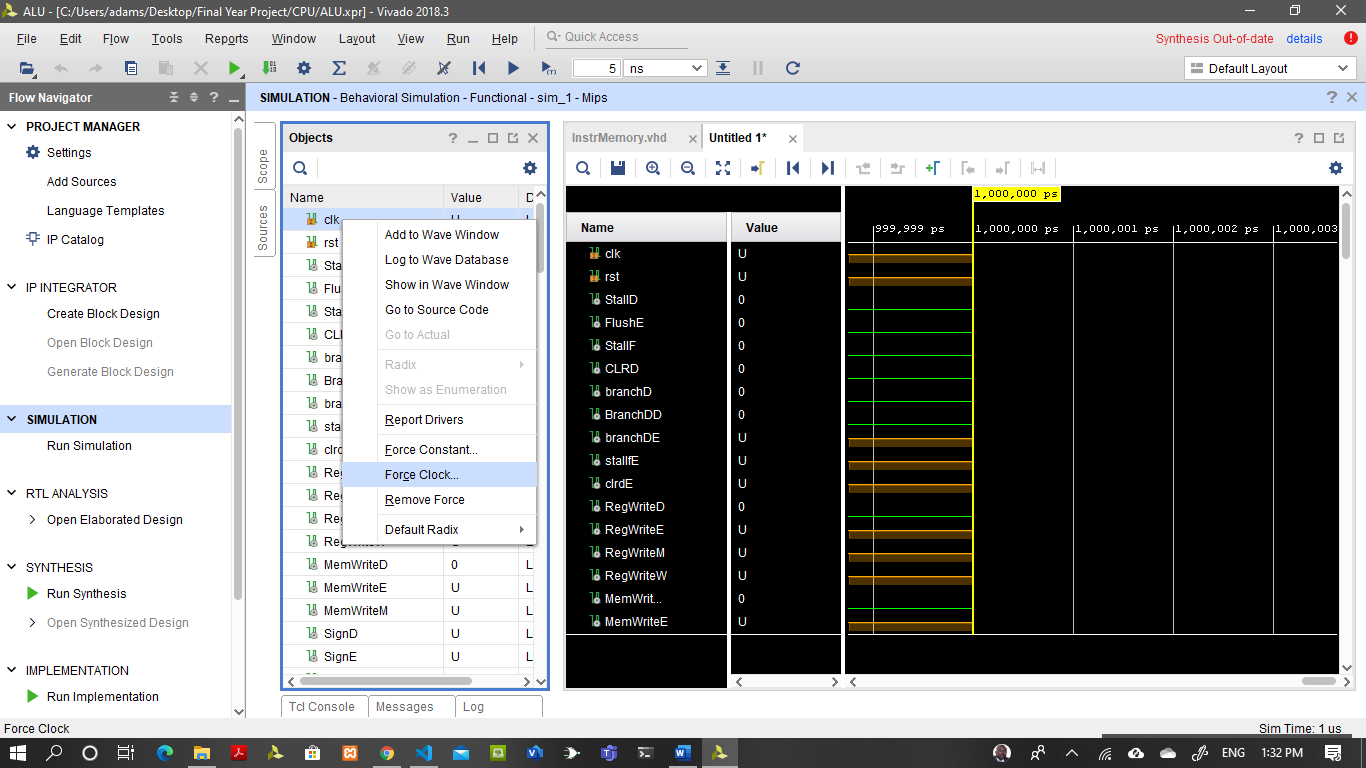 ALU - [C:/Users/adams/Desktop/Final Year Project/CPU/ALU.xpr] - Vivado 2018.3
File Edit Flow Tools Reports Window Layout View Run Help Quick Access
Synthesis Out-of-date details
5 ns Default Layout
Flow Navigator
PROJECT MANAGER
Settings
Add Sources
Language Templates
IP Catalog
IP INTEGRATOR
Create Block Design
Open Block Design
Generate Block Design
SIMULATION
Run Simulation
RTL ANALYSIS
Open Elaborated Design
SYNTHESIS
Run Synthesis
Open Synthesized Design
IMPLEMENTATION
Run Implementation
SIMULATION - Behavioral Simulation - Functional - sim_1 - Mips
Scope
Sources
Objects
Name Value D
clk
rst
Sta
Flu
Sta
CLR
bra
Bra
bra
sta
clrd
Reg
Reg
Reg
MemWriteD 0 L
MemWriteE U L
MemWriteM U L
SignD U L
SignE U L
Add to Wave Window
Log to Wave Database
Show in Wave Window
Go to Source Code
Go to Actual
Radix
Show as Enumeration
Report Drivers
Force Constant...
Force Clock...
Remove Force
Default Radix
Tcl Console Messages Log
InstrMemory.vhd Untitled 1*
1,000,000 ps
999,999 ps 1,000,000 ps 1,000,001 ps 1,000,002 ps 1,000,003
Name Value
clk U
rst U
StallD 0
FlushE 0
StallF 0
CLRD 0
branchD 0
BranchDD 0
branchDE U
stallfE U
clrdE U
RegWriteD 0
RegWriteE U
RegWriteM U
RegWriteW U
MemWrit... 0
MemWriteE U
Force Clock
Sim Time: 1 us
ENG 1:32 PM